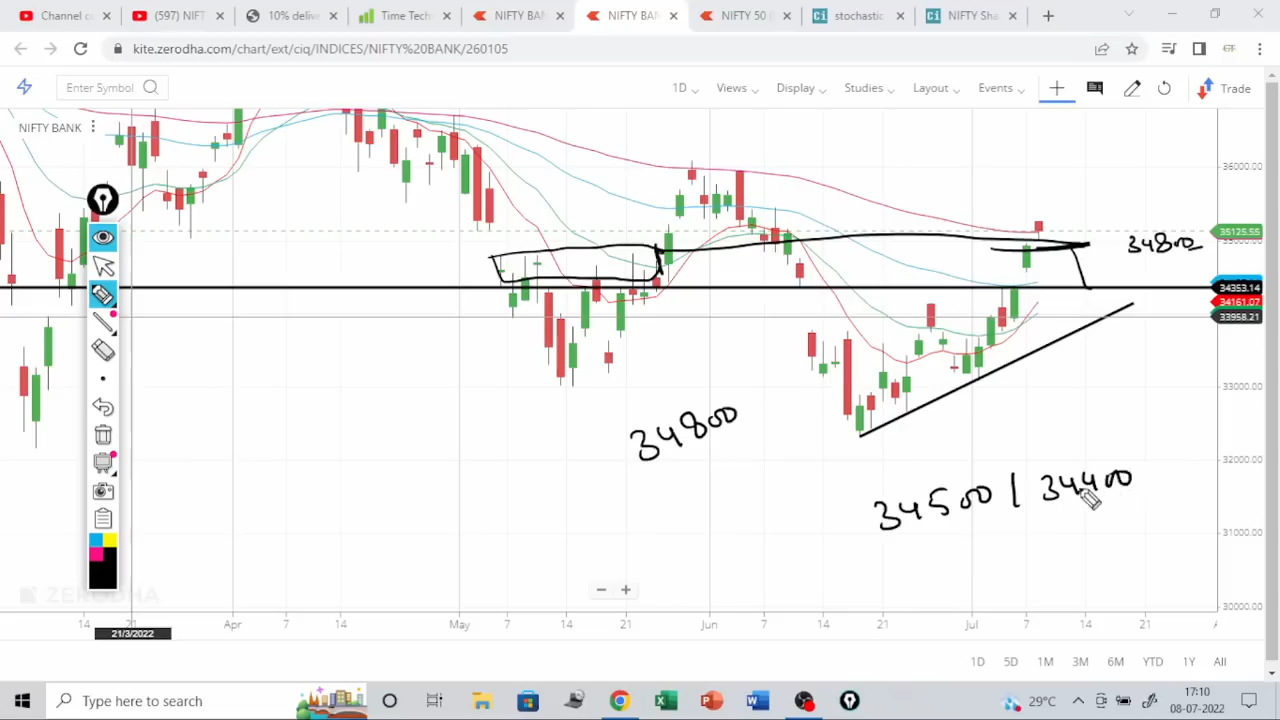 Channel c
(597) NIFT
10% delive
Time Tech
NIFTY BAN
NIFTY BAN
NIFTY 50 (
stochastic
NIFTY Sha
kite.zerodha.com/chart/ext/ciq/INDICES/NIFTY%20BANK/260105
Enter Symbol
1D Views Display Studies Layout Events Trade
NIFTY BANK
36000.00
35125.55
34800
34353.14
34161.07
33958.21
33000.00
34800
32000.00
34500 | 34400
31000.00
ZERODHA
30000.00
14 21 Apr 7 14 May 7 14 21 Jun 7 21 Jul 7 14 21
21/3/2022
1D 5D 1M 3M 6M YTD 1Y All
Type here to search
29°C
17:10
08-07-2022